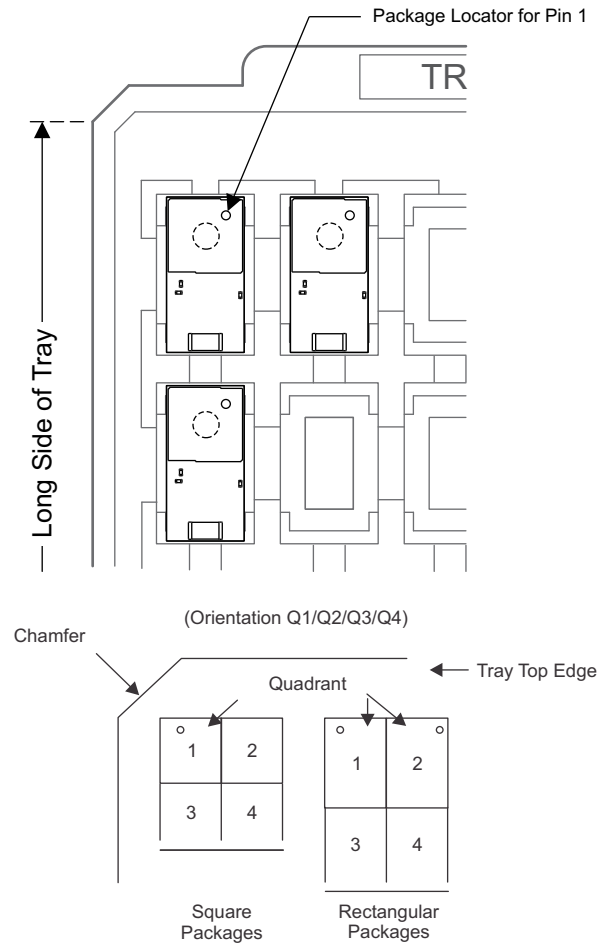 Package Locator for Pin 1
TR
Long Side of Tray
(Orientation Q1/Q2/Q3/Q4)
Chamfer
Tray Top Edge
Quadrant
1 2
3 4
1 2
3 4
Square
Packages
Rectangular
Packages